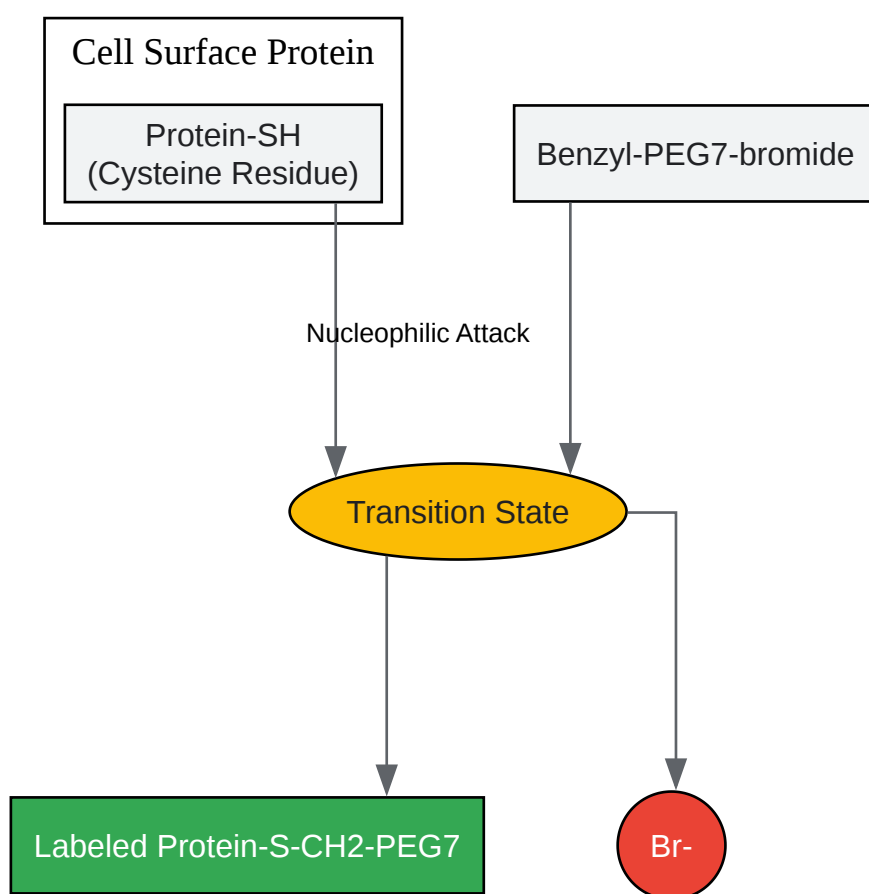 Cell Surface Protein
Protein-SH
(Cysteine Residue)
Benzyl-PEG7-bromide
Nucleophilic Attack
Transition State
Labeled Protein-S-CH2-PEG7
Br-